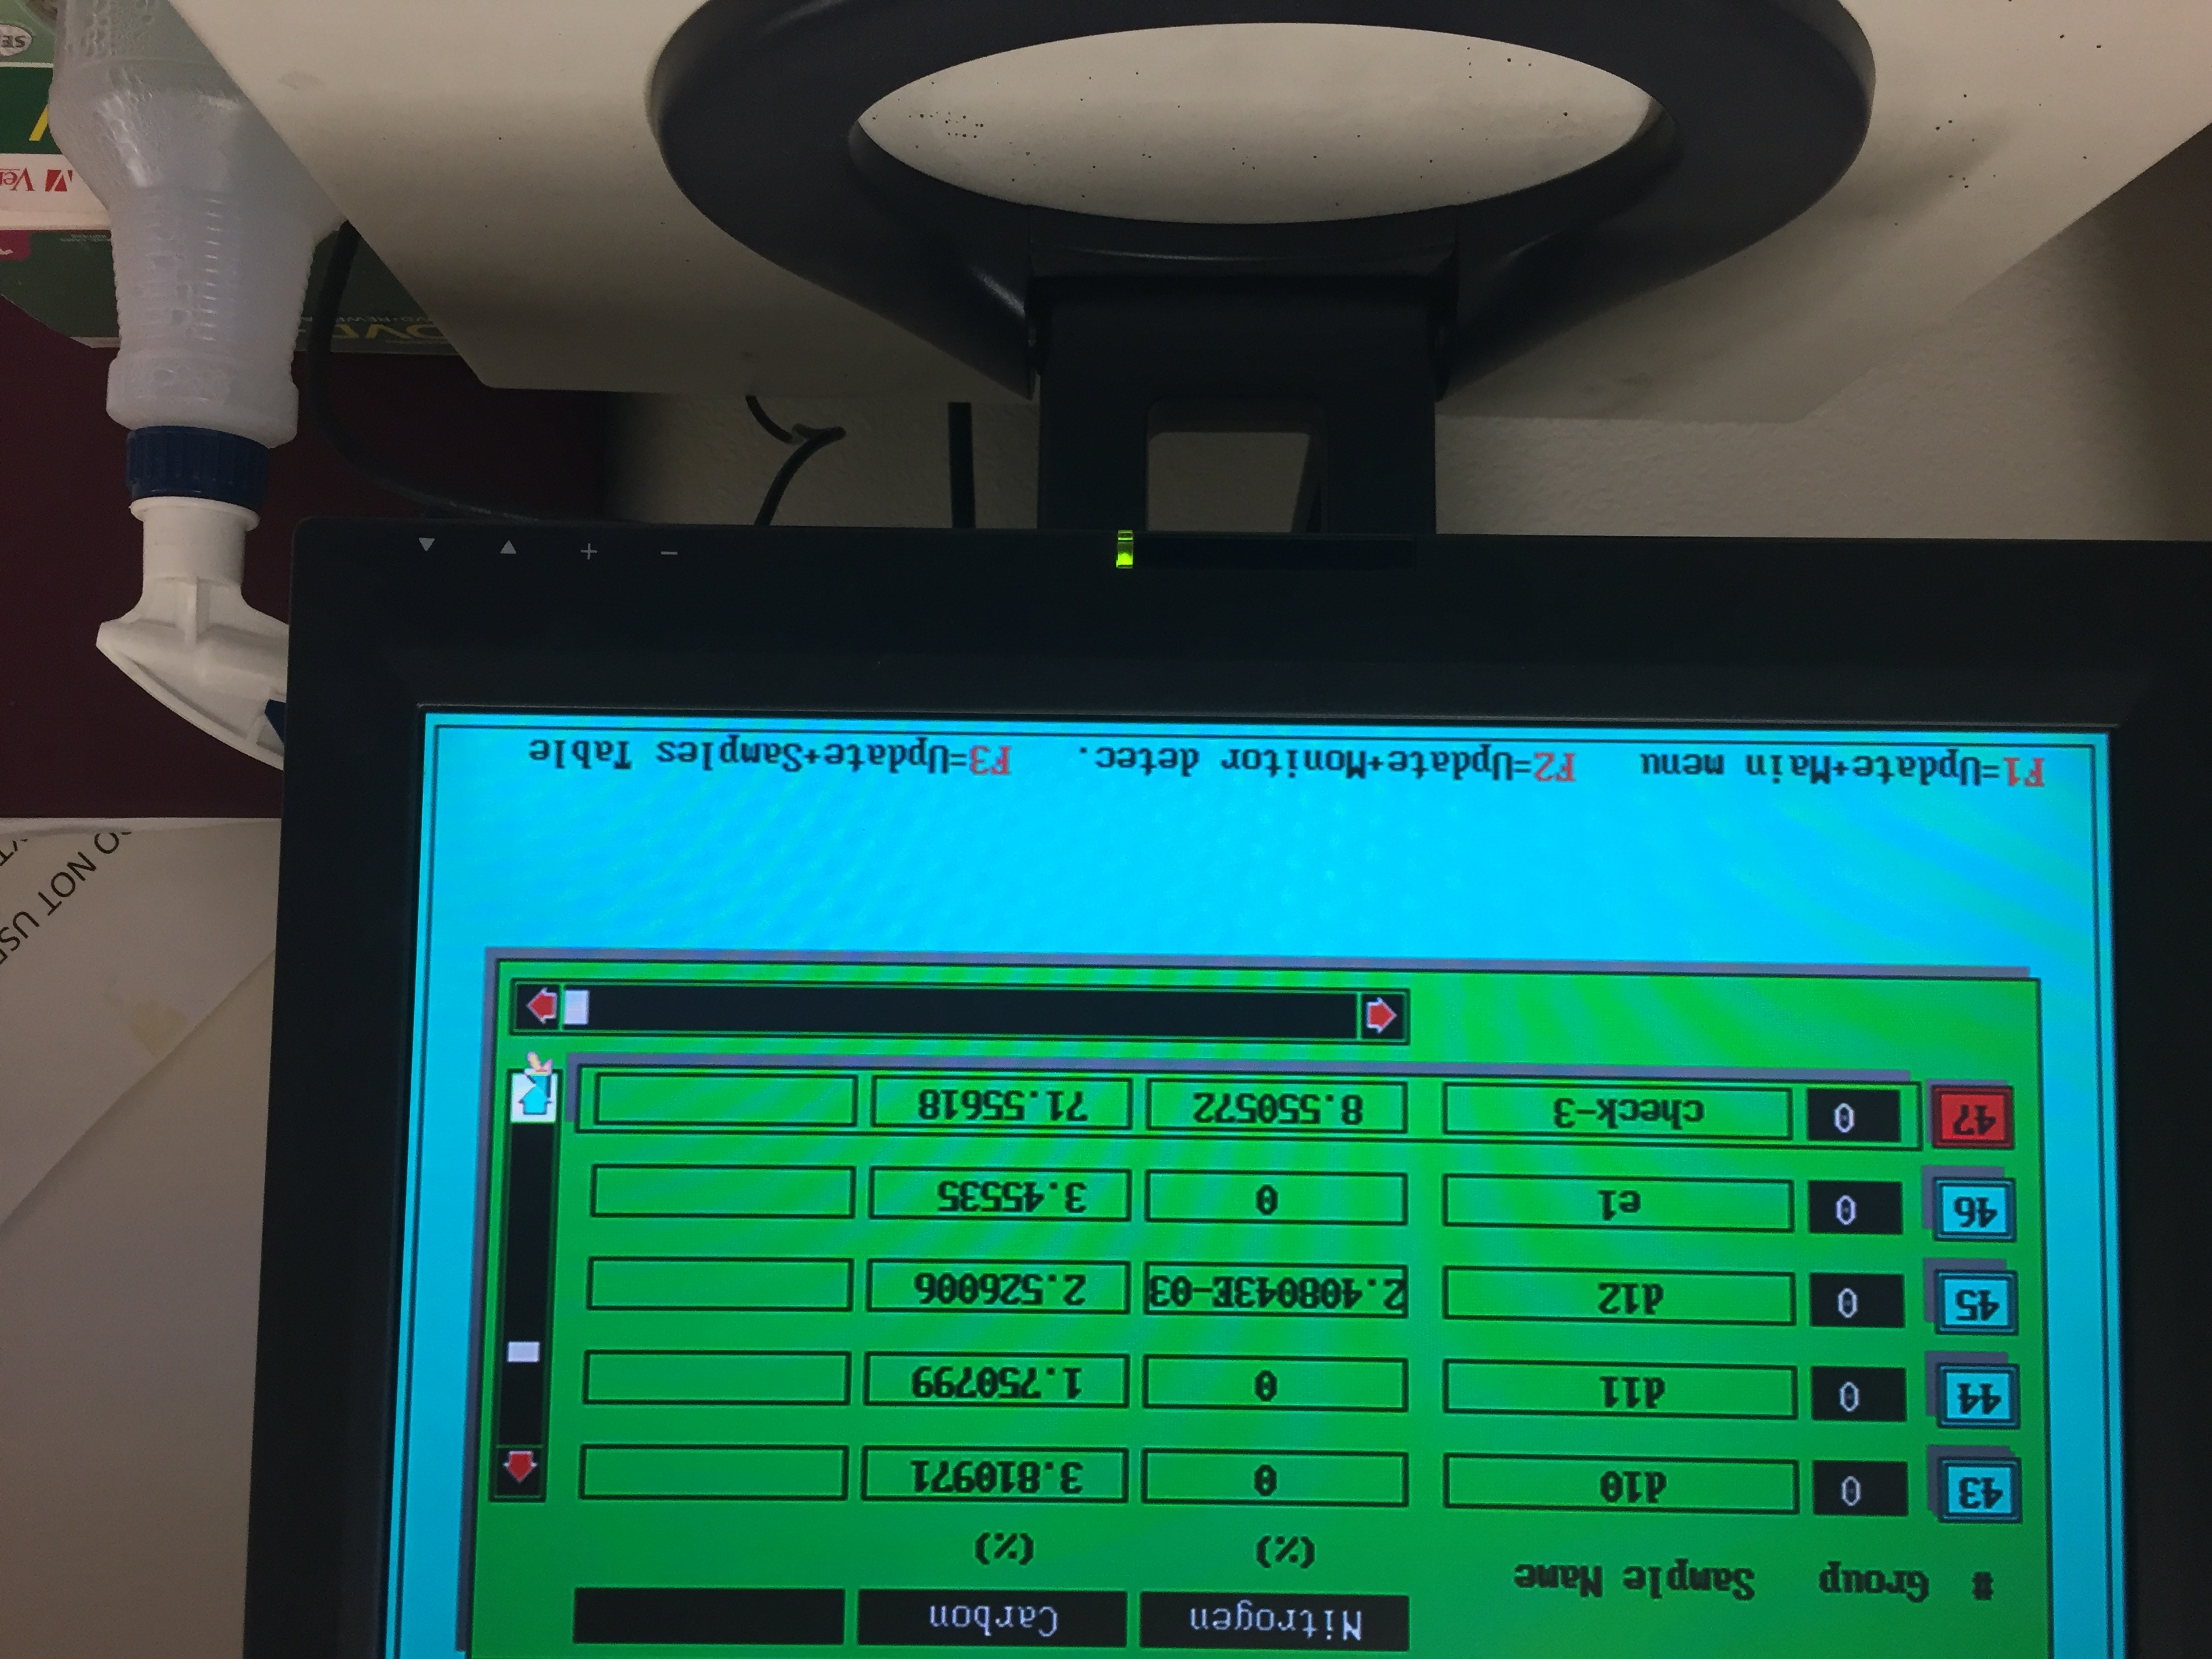 Nitrogen Carbon
# Group Sample Name
(%) (%)
43 0 d10 0 3.810971
44 0 d11 0 1.750799
45 0 d12 2.408043E-03 2.526006
46 0 e1 0 3.45535
47 0 check-3 8.550572 71.55618
F1=Update+Main menu F2=Update+Monitor detec. F3=Update+Samples Table
NOT
- +